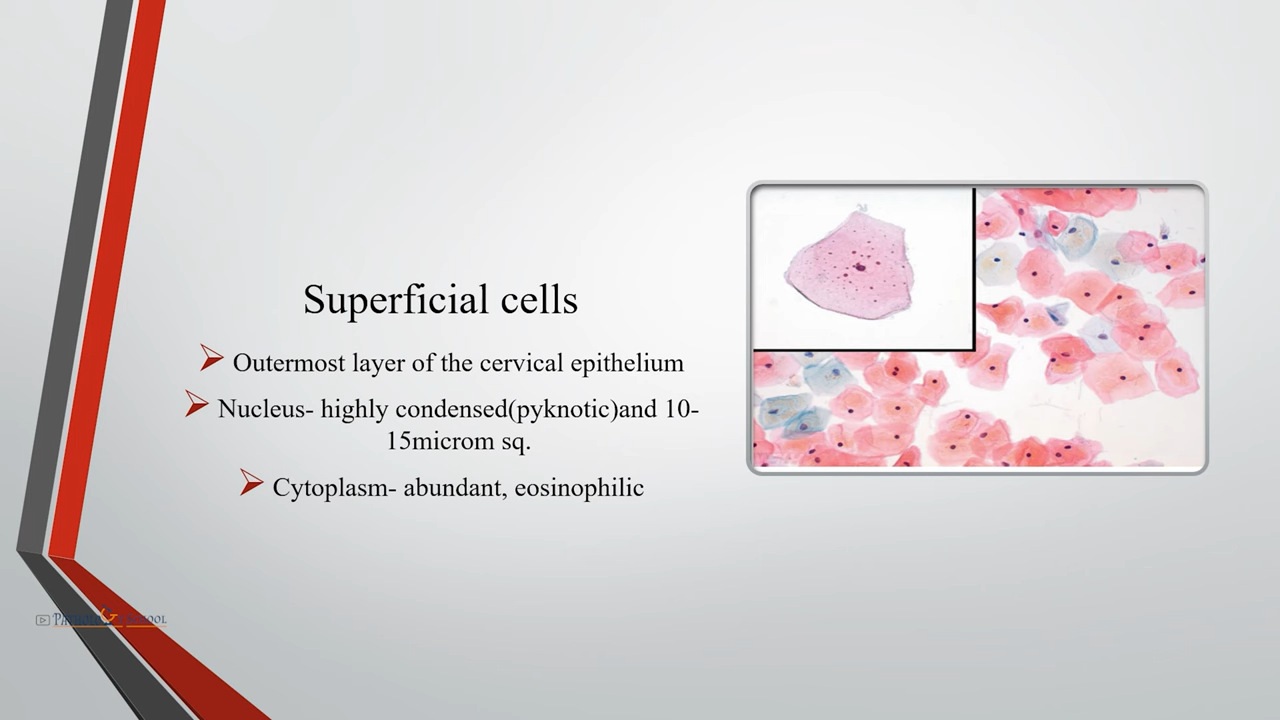 Superficial cells
Outermost layer of the cervical epithelium
Nucleus- highly condensed(pyknotic)and 10-
15microm sq.
Cytoplasm- abundant, eosinophilic